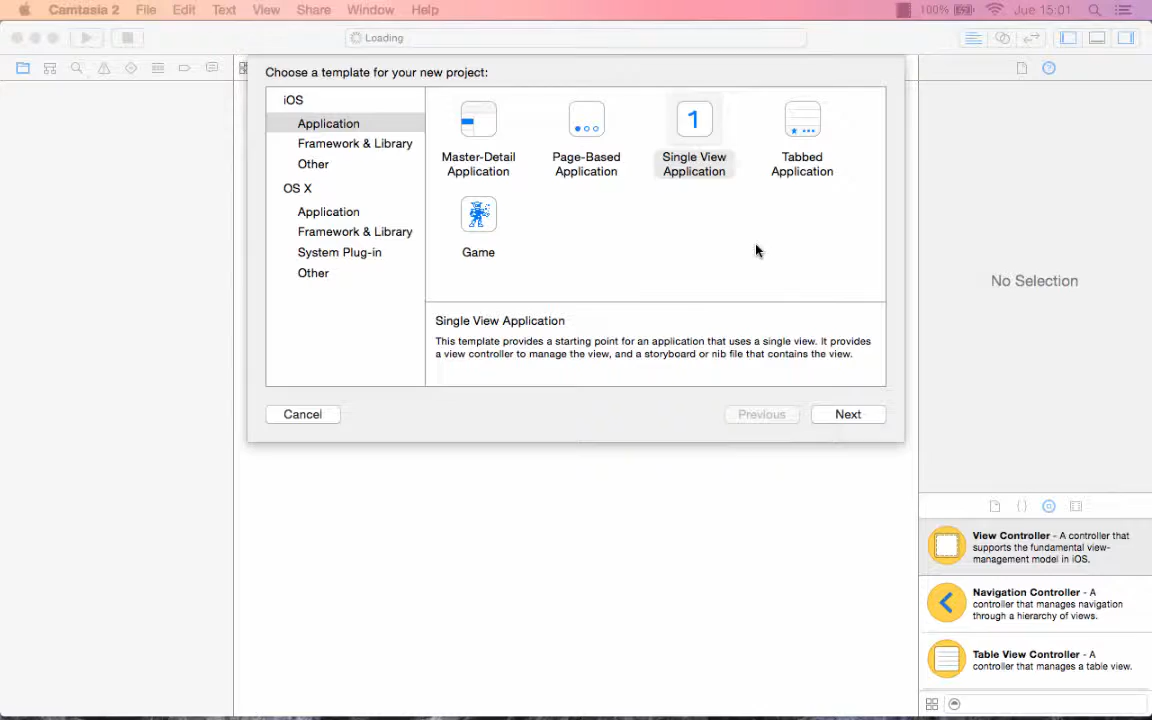 Camtasia 2 File Edit Text View Share Window Help 100% Jue 15:01
Loading
Choose a template for your new project:
iOS
Application
Framework & Library
Other
OS X
Application
Framework & Library
System Plug-in
Other
Master-Detail
Application
Page-Based
Application
1
Single View
Application
Tabbed
Application
Game
Single View Application
This template provides a starting point for an application that uses a single view. It provides
a view controller to manage the view, and a storyboard or nib file that contains the view.
Cancel
Previous
Next
No Selection
View Controller - A controller that
supports the fundamental view-
management model in iOS.
Navigation Controller - A
controller that manages navigation
through a hierarchy of views.
Table View Controller - A
controller that manages a table view.